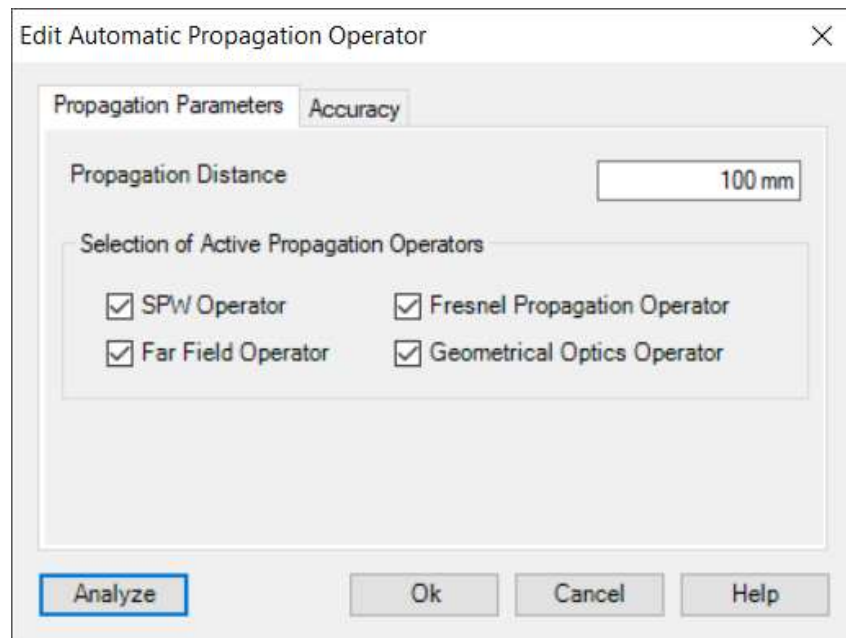 Edit Automatic Propagation Operator
Propagation Parameters Accuracy
Propagation Distance 100 mm
Selection of Active Propagation Operators
SPW Operator Fresnel Propagation Operator
Far Field Operator Geometrical Optics Operator
Analyze Ok Cancel Help